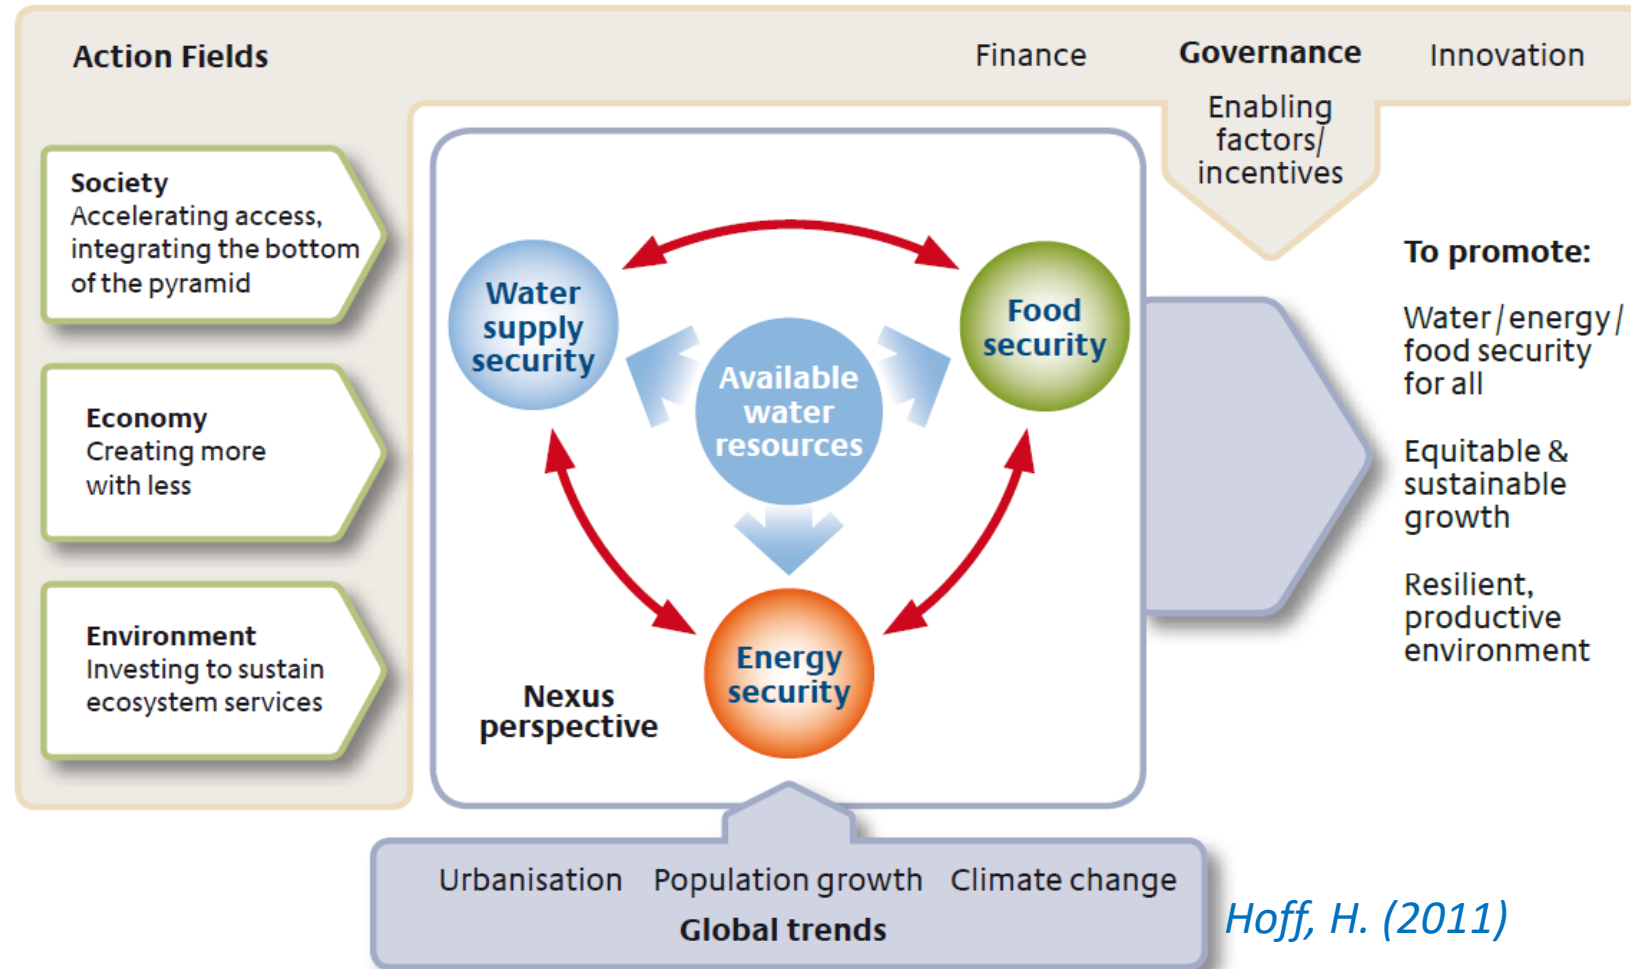 Action Fields
Finance
Governance
Innovation
Enabling
factors/
incentives
Society
Accelerating access,
integrating the bottom
of the pyramid
Economy
Creating more
with less
Environment
Investing to sustain
ecosystem services
Water
supply
security
Food
security
Available
water
resources
Energy
security
Nexus
perspective
To promote:
Water / energy /
food security
for all
Equitable &
sustainable
growth
Resilient,
productive
environment
Urbanisation
Population growth
Climate change
Global trends
Hoff, H. (2011)